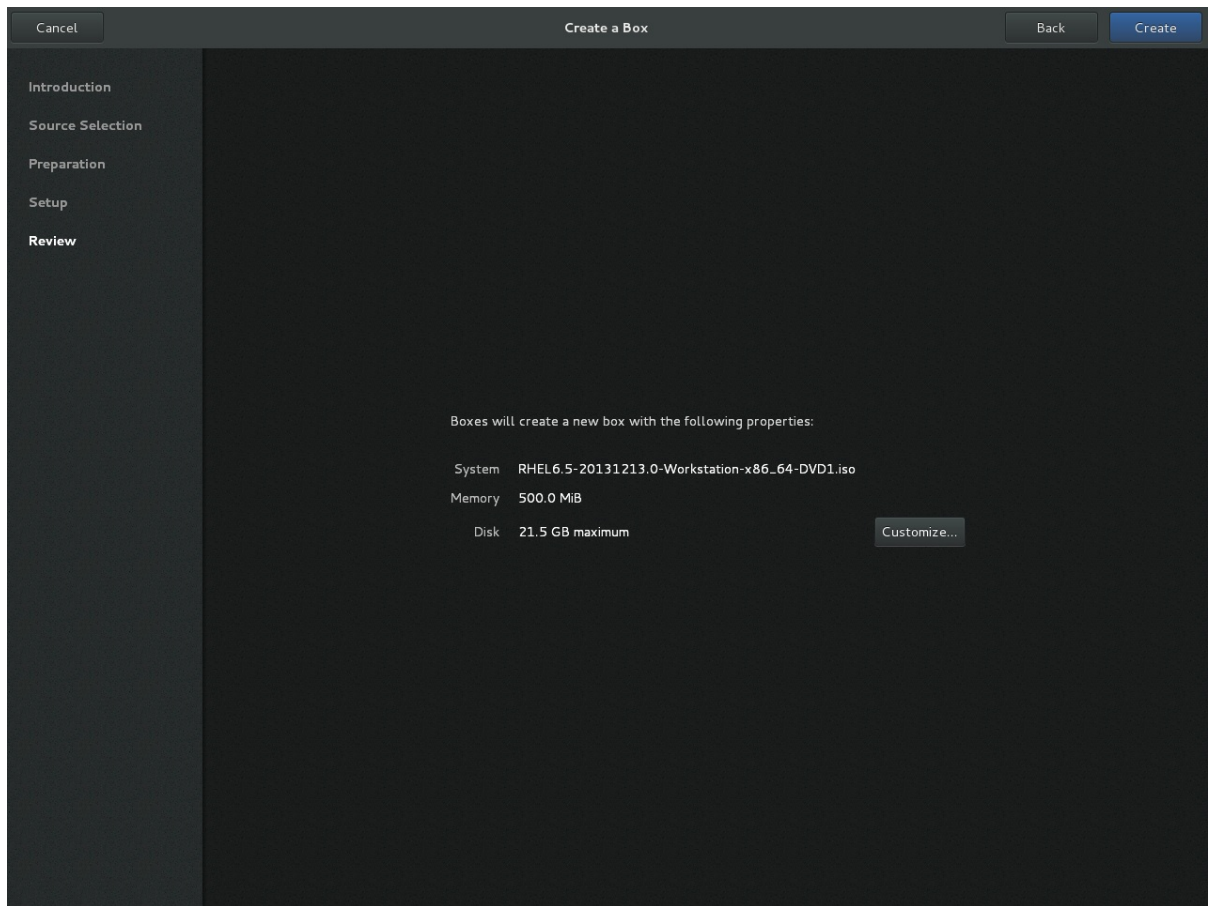 Cancel
Create a Box
Back
Create
Introduction
Source Selection
Preparation
Setup
Review
Boxes will create a new box with the following properties:
System RHEL6.5-20131213.0-Workstation-x86_64-DVD1.iso
Memory 500.0 MiB
Disk 21.5 GB maximum
Customize...